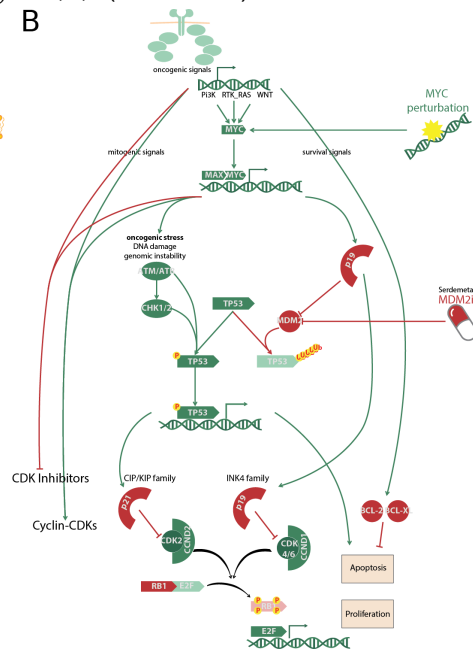 B
oncogenic signals
Pi3K RTK_RAS WNT
MYC
perturbation
MYC
mitogenic signals
survival signals
MAX MYC
oncogenic stress
DNA damage
genomic instability
p19
ATM/ATR
CHK1/2
TP53
MDM2
Serdemeta
MDM2i
P
TP53
TP53
P
TP53
CDK Inhibitors
CIP/KIP family
INK4 family
p21
p19
BCL-2
BCL-X
Cyclin-CDKs
CDK2
CCND2
CDK
4/6
CCND1
Apoptosis
RB1 E2F
P P
RB1
P P
Proliferation
E2F